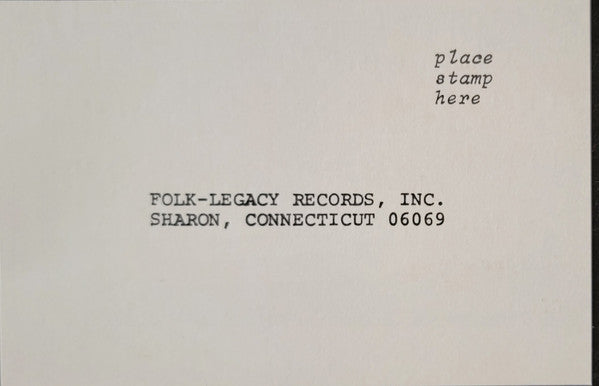 place
stamp
here
FOLK-LEGACY RECORDS, INC.
SHARON, CONNECTICUT 06069